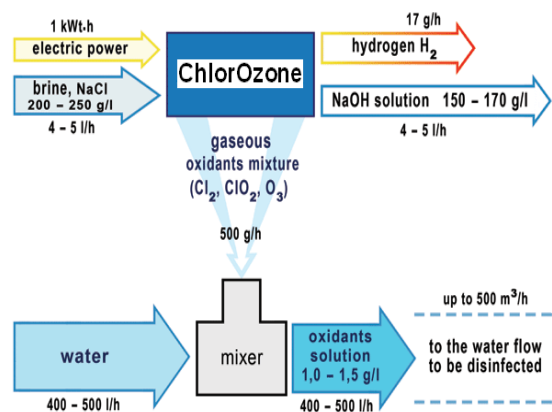 1 kWt·h
electric power
brine, NaCl
200 – 250 g/l
4 – 5 l/h
ChlorOzone
17 g/h
hydrogen H₂
NaOH solution 150 – 170 g/l
4 – 5 l/h
gaseous
oxidants mixture
(Cl₂, ClO₂, O₃)
500 g/h
water
400 – 500 l/h
mixer
oxidants
solution
1,0 – 1,5 g/l
400 – 500 l/h
up to 500 m³/h
to the water flow
to be disinfected